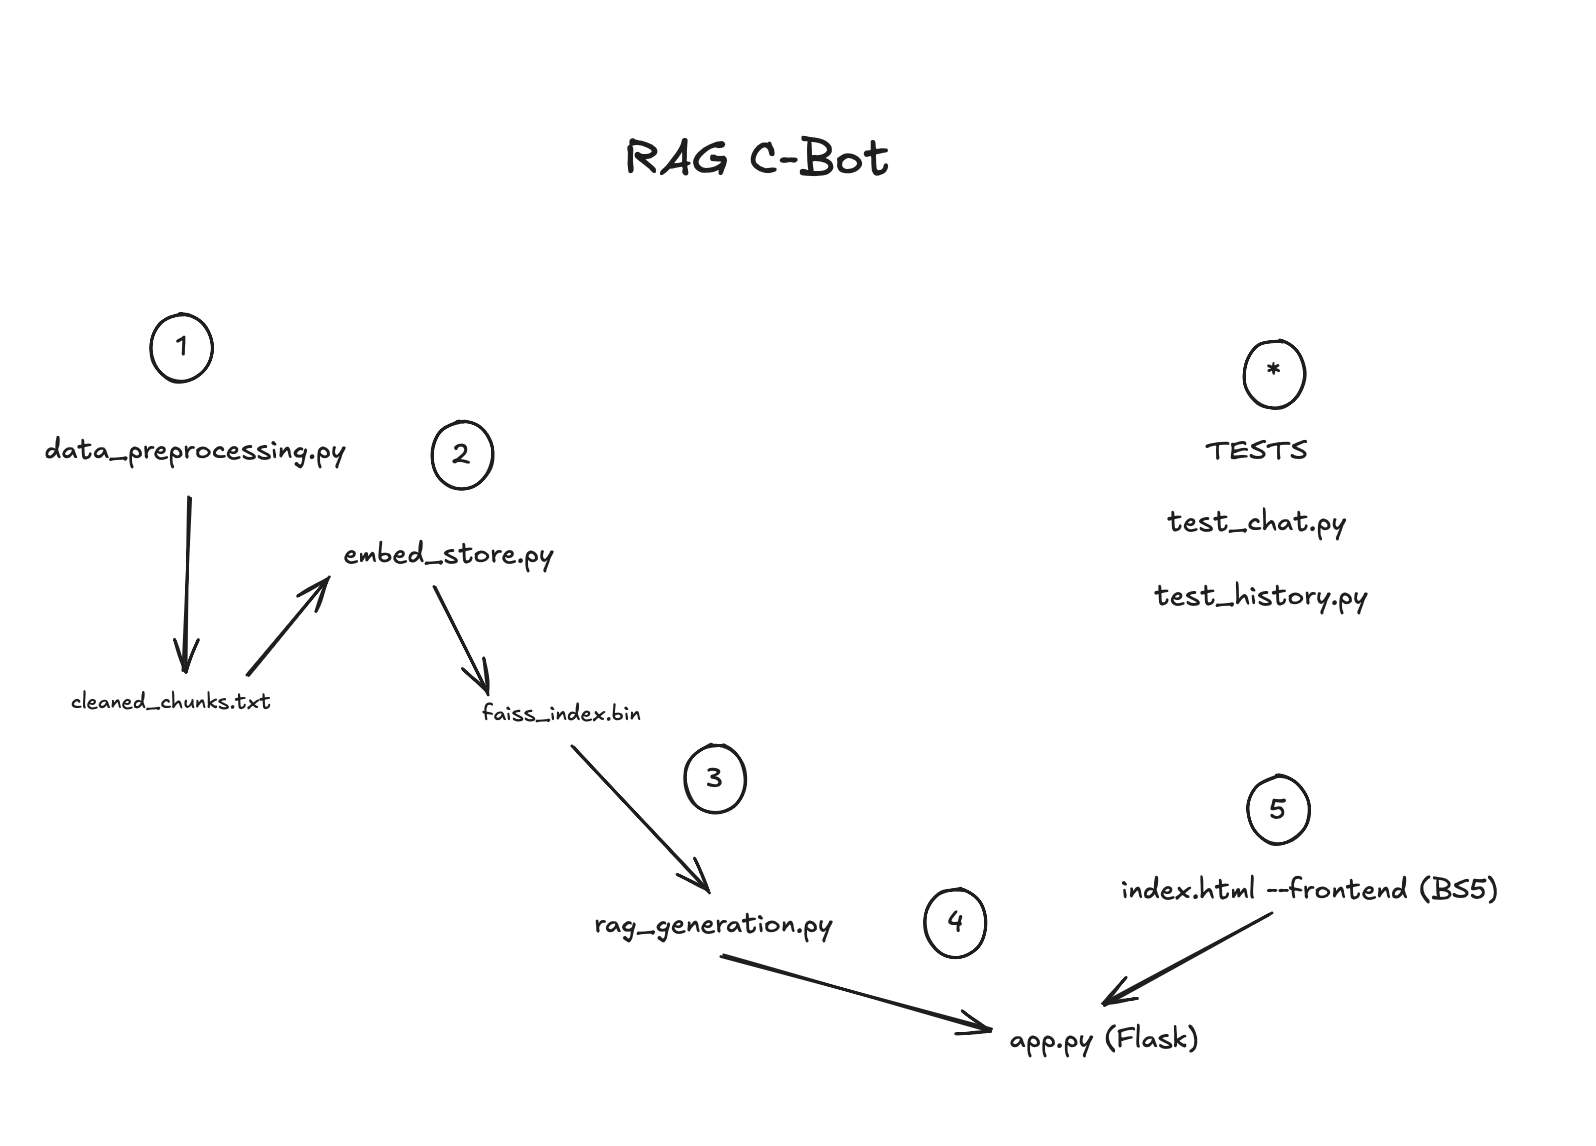 RAG C-Bot
1
data_preprocessing.py
cleaned_chunks.txt
2
embed_store.py
faiss_index.bin
3
rag_generation.py
4
app.py (Flask)
5
index.html --frontend (BS5)
*
TESTS
test_chat.py
test_history.py